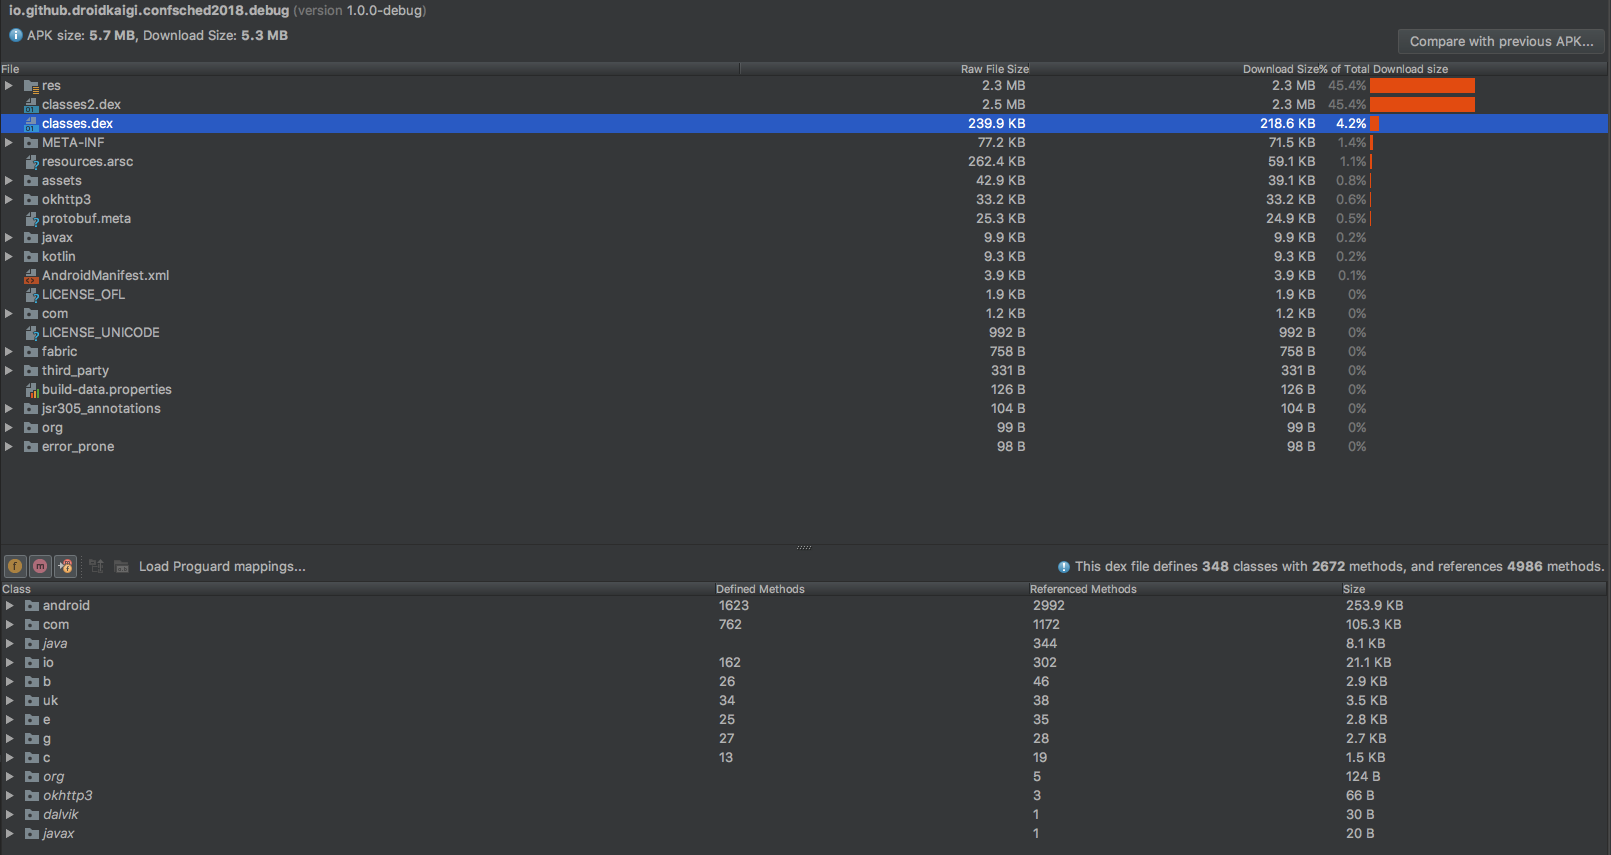 io.github.droidkaigi.confsched2018.debug (version 1.0.0-debug)
APK size: 5.7 MB, Download Size: 5.3 MB
Compare with previous APK...
File Raw File Size Download Size % of Total Download size
res 2.3 MB 2.3 MB 45.4%
classes2.dex 2.5 MB 2.3 MB 45.4%
classes.dex 239.9 KB 218.6 KB 4.2%
META-INF 77.2 KB 71.5 KB 1.4%
resources.arsc 262.4 KB 59.1 KB 1.1%
assets 42.9 KB 39.1 KB 0.8%
okhttp3 33.2 KB 33.2 KB 0.6%
protobuf.meta 25.3 KB 24.9 KB 0.5%
javax 9.9 KB 9.9 KB 0.2%
kotlin 9.3 KB 9.3 KB 0.2%
AndroidManifest.xml 3.9 KB 3.9 KB 0.1%
LICENSE_OFL 1.9 KB 1.9 KB 0%
com 1.2 KB 1.2 KB 0%
LICENSE_UNICODE 992 B 992 B 0%
fabric 758 B 758 B 0%
third_party 331 B 331 B 0%
build-data.properties 126 B 126 B 0%
jsr305_annotations 104 B 104 B 0%
org 99 B 99 B 0%
error_prone 98 B 98 B 0%
Load Proguard mappings... This dex file defines 348 classes with 2672 methods, and references 4986 methods.
Class Defined Methods Referenced Methods Size
android 1623 2992 253.9 KB
com 762 1172 105.3 KB
java 344 8.1 KB
io 162 302 21.1 KB
b 26 46 2.9 KB
uk 34 38 3.5 KB
e 25 35 2.8 KB
g 27 28 2.7 KB
c 13 19 1.5 KB
org 5 124 B
okhttp3 3 66 B
dalvik 1 30 B
javax 1 20 B